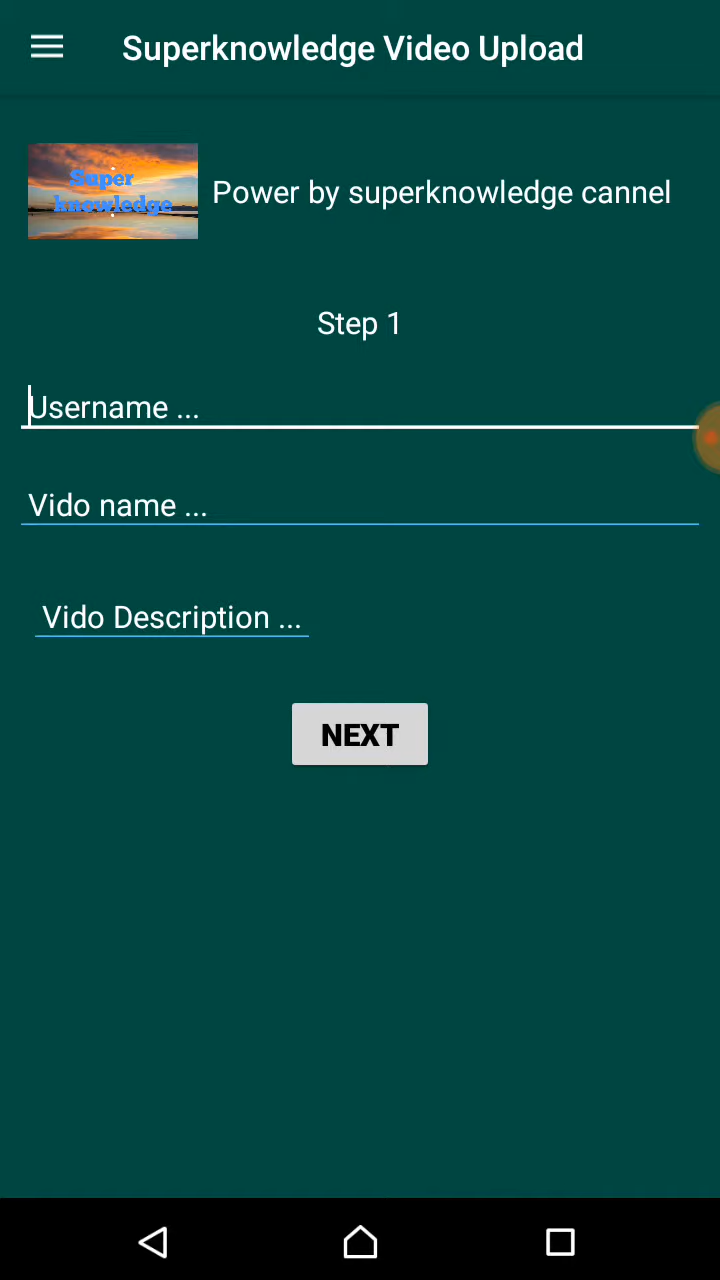 Superknowledge Video Upload
Super
knowledge
Power by superknowledge cannel
Step 1
Username ...
Vido name ...
Vido Description ...
NEXT